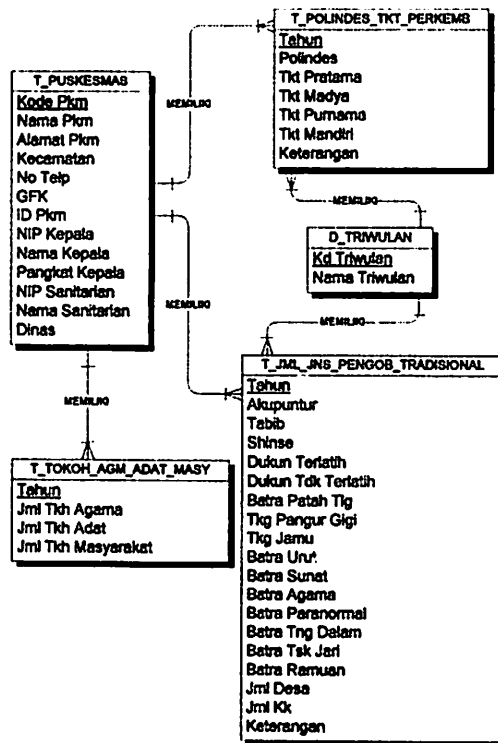 T_POLINDES_TKT_PERKEMB
Tahun
Polindes
Tkt Pratama
Tkt Madya
Tkt Purnama
Tkt Mandiri
Keterangan
T_PUSKESMAS
Kode Pkm
Nama Pkm
Alamat Pkm
Kecamatan
No Telp
GFK
ID Pkm
NIP Kepala
Nama Kepala
Pangkat Kepala
NIP Sanitarian
Nama Sanitarian
Dinas
MEMILIKI
MEMILIKI
D_TRIWULAN
Kd Triwulan
Nama Triwulan
MEMILIKI
MEMILIKI
MEMILIKI
T_JML_JNS_PENGOB_TRADISIONAL
Tahun
Akupuntur
Tabib
Shinse
Dukun Terlatih
Dukun Tdk Terlatih
Batra Patah Tlg
Tkg Pangur Gigi
Tkg Jamu
Batra Urut
Batra Sunat
Batra Agama
Batra Paranormal
Batra Tng Dalam
Batra Tsk Jari
Batra Ramuan
Jml Desa
Jml Kk
Keterangan
T_TOKOH_AGM_ADAT_MASY
Tahun
Jml Tkh Agama
Jml Tkh Adat
Jml Tkh Masyarakat